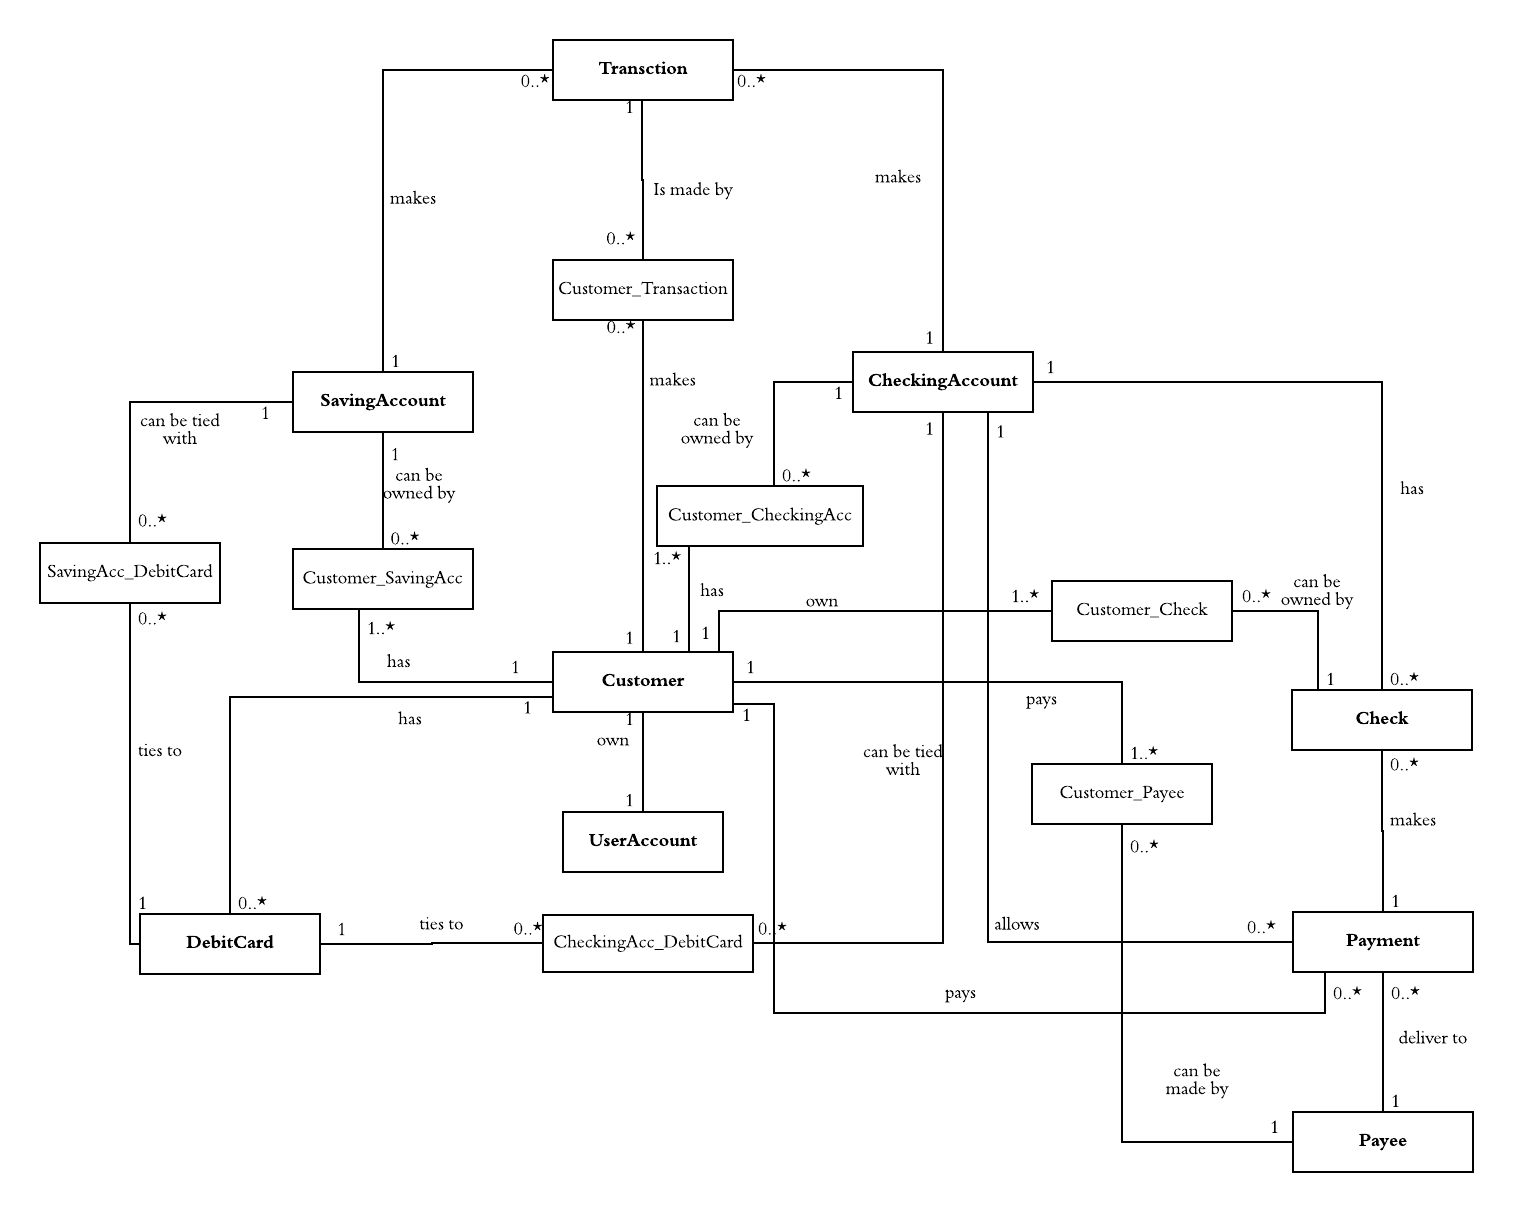 Transction
0..★
0..★
1
makes
Is made by
makes
0..★
Customer_Transaction
0..★
1
1
makes
CheckingAccount
1
1
SavingAccount
1
can be tied
with
can be
owned by
1
1
1
can be
owned by
has
0..★
Customer_CheckingAcc
0..★
0..★
1..★
SavingAcc_DebitCard
Customer_SavingAcc
has
own
1..★
Customer_Check
0..★
can be
owned by
0..★
1..★
1
1
1
has
1
Customer
1
1
0..★
has
1
1
1
pays
Check
own
ties to
can be tied
with
1..★
0..★
Customer_Payee
makes
1
UserAccount
0..★
1
0..★
1
DebitCard
1
ties to
0..★
CheckingAcc_DebitCard
0..★
allows
0..★
Payment
pays
0..★
0..★
deliver to
can be
made by
1
1
Payee